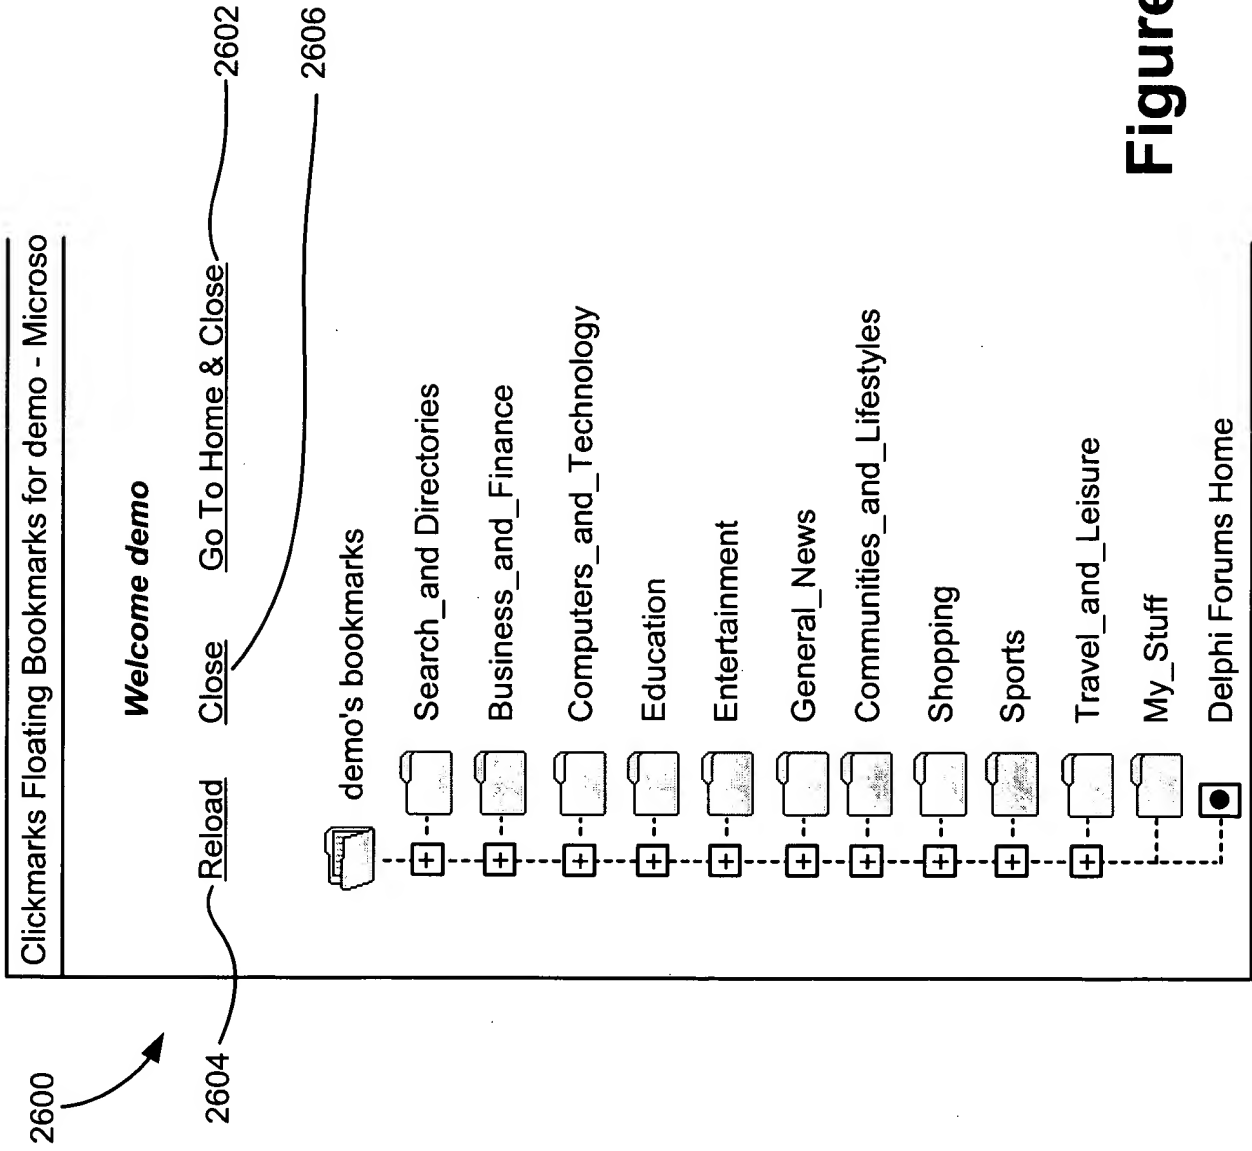 2600
Clickmarks Floating Bookmarks for demo - Microso
Welcome demo
2604
Reload Close Go To Home & Close
2602
2606
demo's bookmarks
Search_and Directories
Business_and_Finance
Computers_and_Technology
Education
Entertainment
General_News
Communities_and_Lifestyles
Shopping
Sports
Travel_and_Leisure
My_Stuff
Delphi Forums Home
Figure